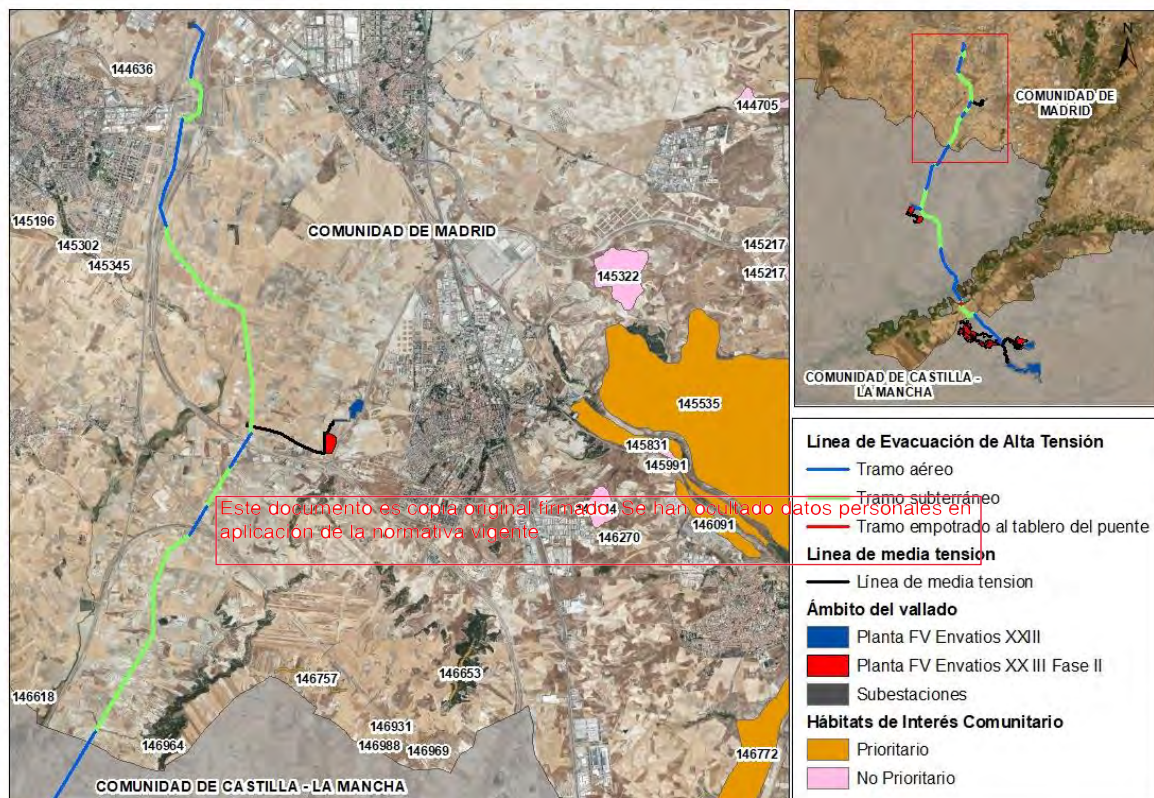 144636
144705
145196
145302
145345
COMUNIDAD DE MADRID
145217
145217
145322
145535
145831
145991
146091
146270
Este documento es copia original firmado. Se han ocultado datos personales en
aplicación de la normativa vigente
146757
146653
146618
146931
146964
146988
146969
146772
COMUNIDAD DE CASTILLA - LA MANCHA
N
COMUNIDAD DE
MADRID
COMUNIDAD DE CASTILLA -
LA MANCHA
Línea de Evacuación de Alta Tensión
Tramo aéreo
Tramo subterráneo
Tramo empotrado al tablero del puente
Línea de media tension
Línea de media tension
Ámbito del vallado
Planta FV Envatios XXIII
Planta FV Envatios XX III Fase II
Subestaciones
Hábitats de Interés Comunitario
Prioritario
No Prioritario